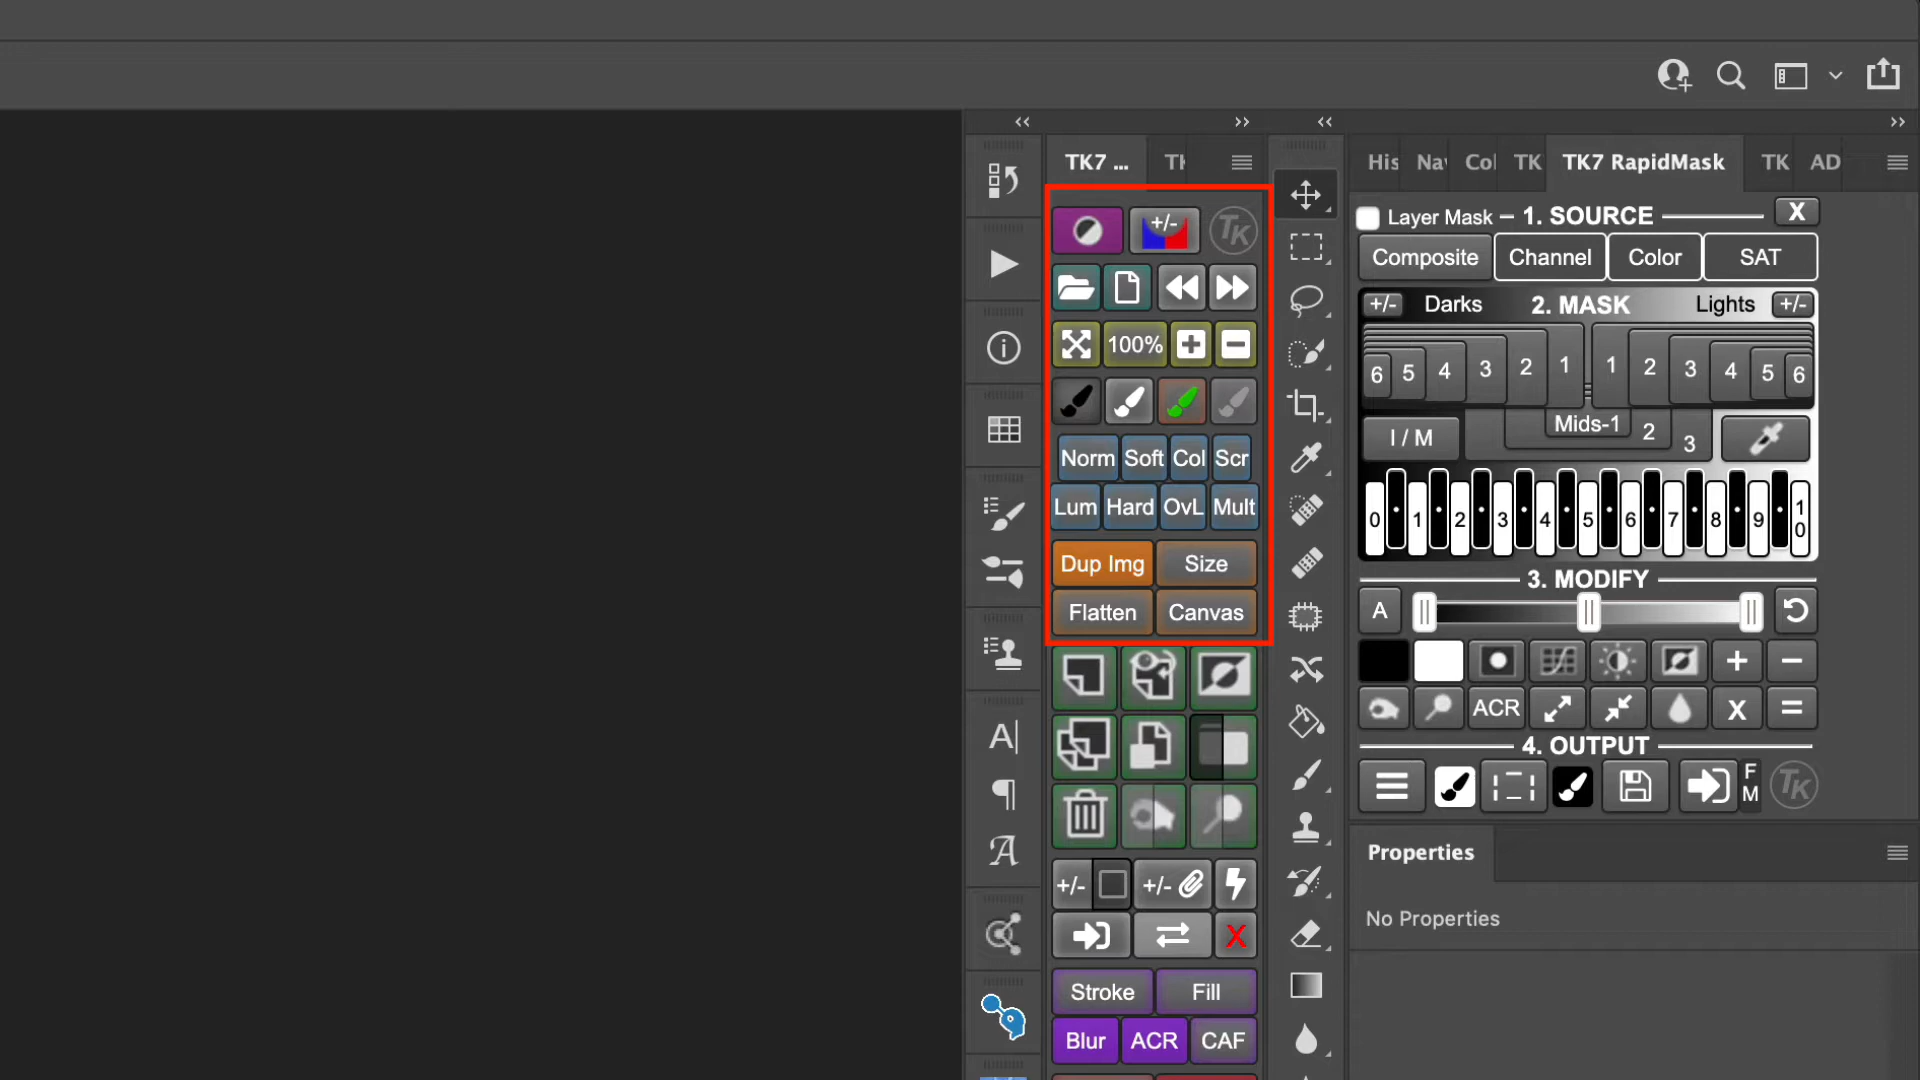 TK7 ...
TK
His
Nav
Col
TK
TK7 RapidMask
TK
AD
Layer Mask
1. SOURCE
X
Composite
Channel
Color
SAT
+/-
Darks
2. MASK
Lights
+/-
6 5 4 3 2 1 1 2 3 4 5 6
I / M
Mids-1
2
3
0 1 2 3 4 5 6 7 8 9 10
3. MODIFY
A
+
−
ACR
x
=
4. OUTPUT
F
M
TK
Properties
No Properties
+/-
TK
100%
Norm Soft Col Scr
Lum Hard OvL Mult
Dup Img Size
Flatten Canvas
+/-
+/-
X
Stroke Fill
Blur ACR CAF